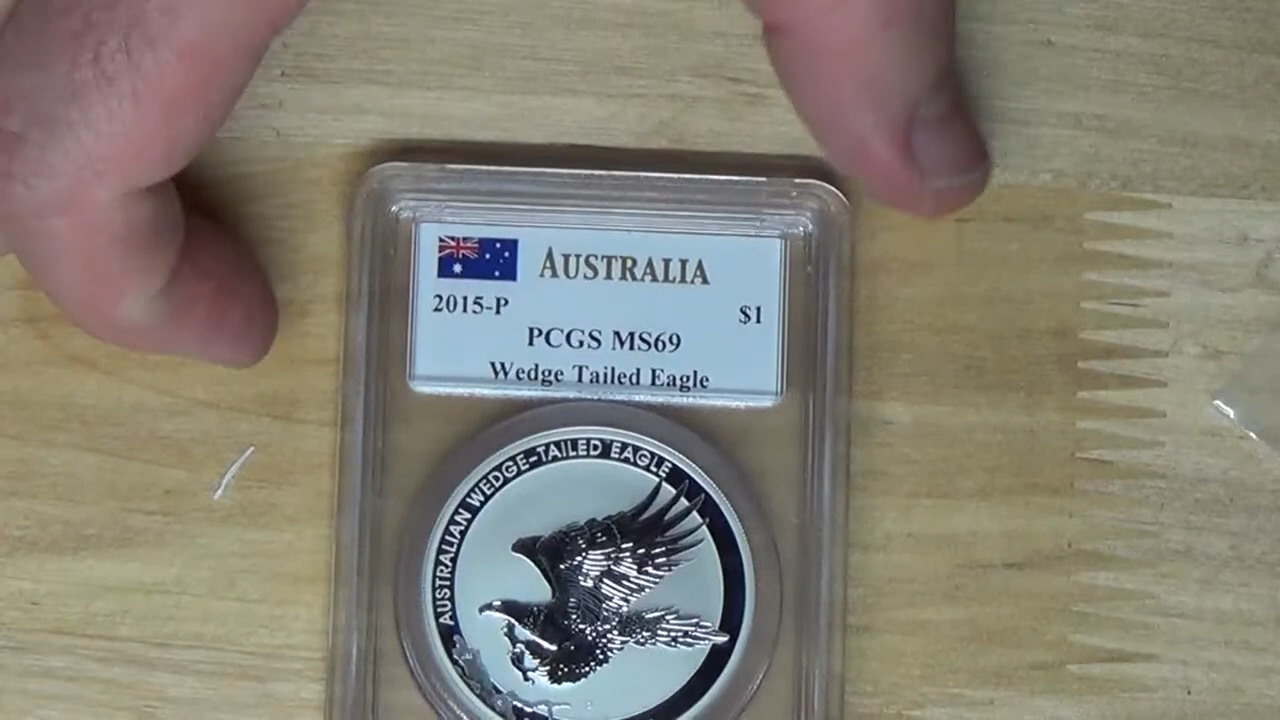 AUSTRALIA
2015-P $1
PCGS MS69
Wedge Tailed Eagle
AUSTRALIAN WEDGE-TAILED EAGLE